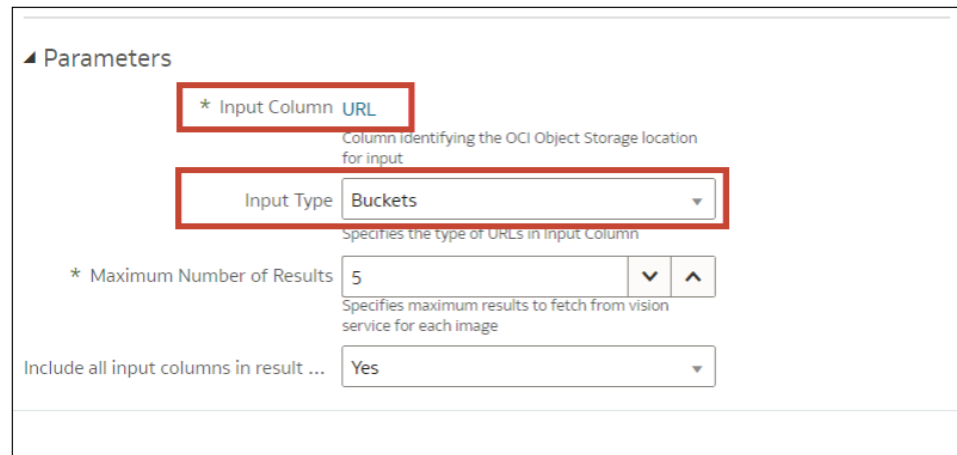 Parameters
* Input Column URL
Column identifying the OCI Object Storage location
for input
Input Type Buckets
Specifies the type of URLs in Input Column
* Maximum Number of Results 5
Specifies maximum results to fetch from vision
service for each image
Include all input columns in result ... Yes